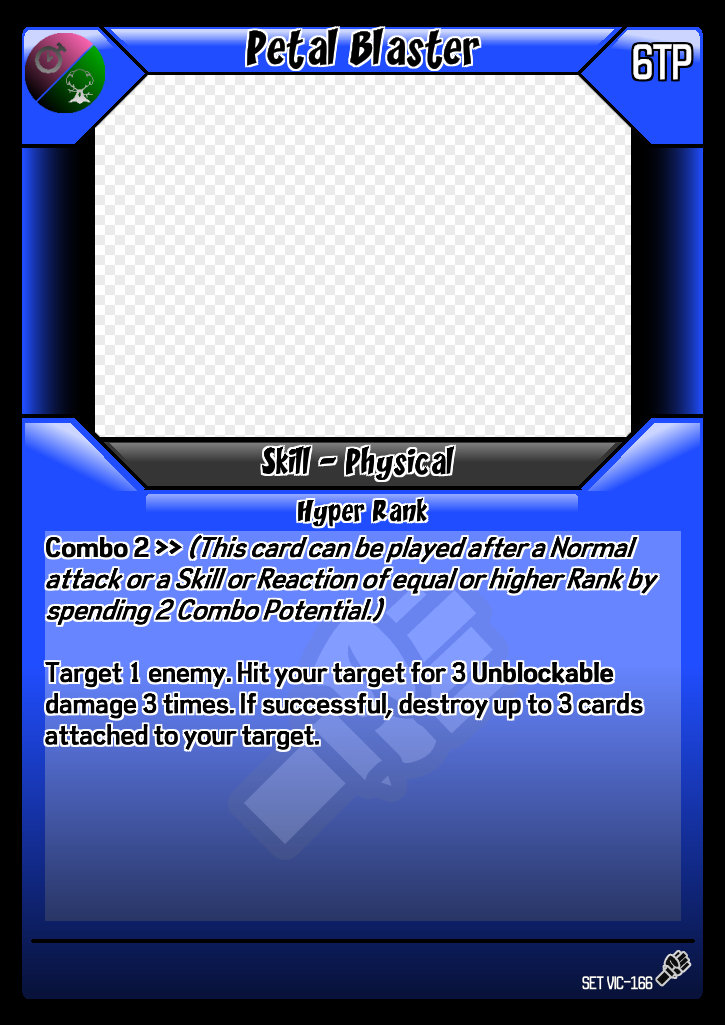 Petal Blaster
6TP
Skill - Physical
Hyper Rank
Combo 2 >> (This card can be played after a Normal
attack or a Skill or Reaction of equal or higher Rank by
spending 2 Combo Potential.)
Target 1 enemy. Hit your target for 3 Unblockable
damage 3 times. If successful, destroy up to 3 cards
attached to your target.
SET VIC-166